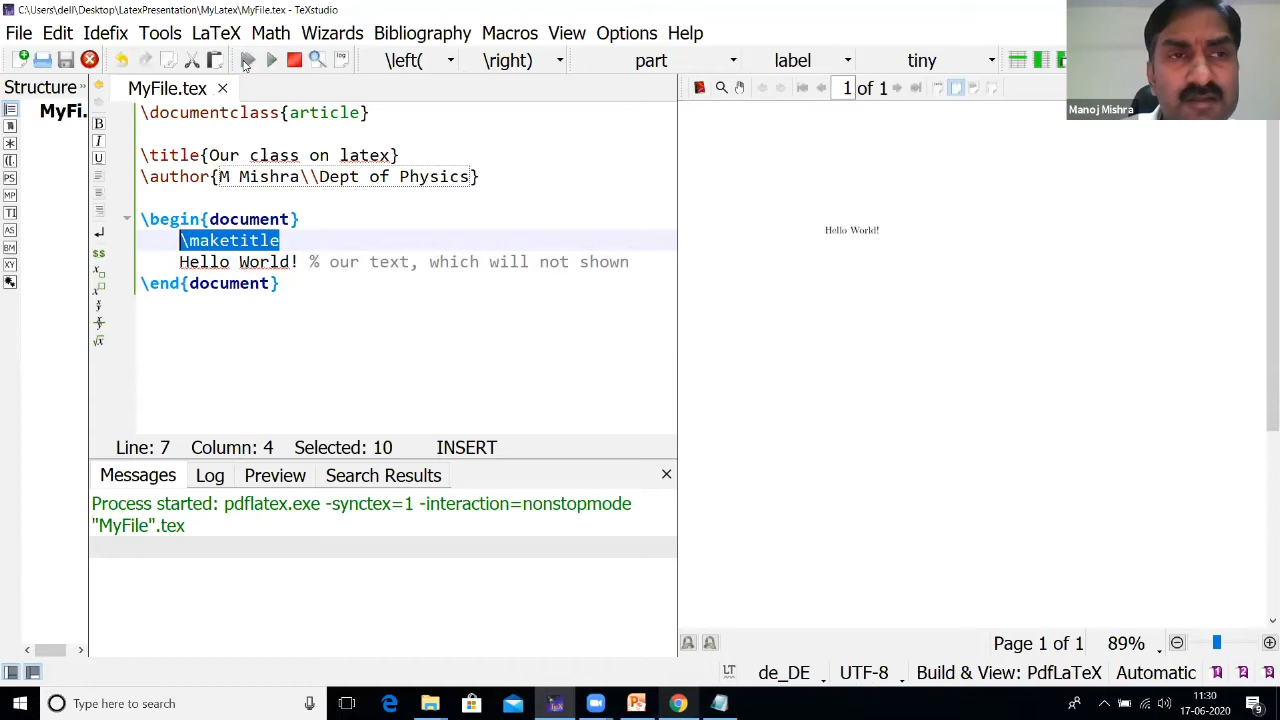 C:\Users\dell\Desktop\LatexPresentation\MyLatex\MyFile.tex - TeXstudio
File Edit Idefix Tools LaTeX Math Wizards Bibliography Macros View Options Help
\left( \right) part label tiny
Structure
MyFile.tex
1 of 1
Manoj Mishra
MyFi.
\documentclass{article}
\title{Our class on latex}
\author{M Mishra\\Dept of Physics}
\begin{document}
\maketitle
Hello World! % our text, which will not shown
\end{document}
Hello World!
Line: 7 Column: 4 Selected: 10 INSERT
Messages Log Preview Search Results
Process started: pdflatex.exe -synctex=1 -interaction=nonstopmode
"MyFile".tex
Page 1 of 1 89%
de_DE UTF-8 Build & View: PdfLaTeX Automatic
Type here to search
11:30
17-06-2020